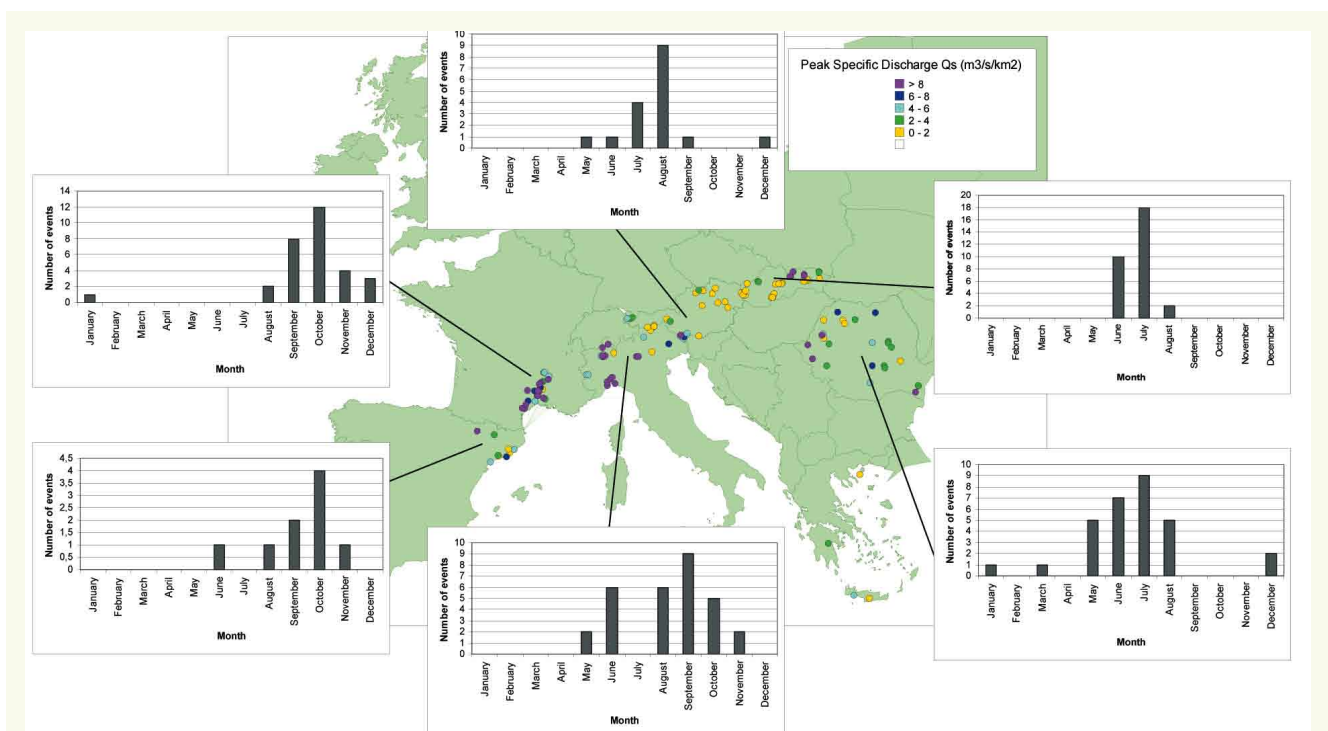 10
9
8
7
6
5
4
3
2
1
0
Number of events
January February March April May June July August September October November December
Month
Peak Specific Discharge Qs (m3/s/km2)
> 8
6 - 8
4 - 6
2 - 4
0 - 2
14
12
10
8
6
4
2
0
Number of events
January February March April May June July August September October November December
Month
20
18
16
14
12
10
8
6
4
2
0
Number of events
January February March April May June July August September October November December
Month
4,5
4
3,5
3
2,5
2
1,5
1
0,5
0
Number of events
January February March April May June July August September October November December
Month
10
9
8
7
6
5
4
3
2
1
0
Number of events
January February March April May June July August September October November December
Month
10
9
8
7
6
5
4
3
2
1
0
Number of events
January February March April May June July August September October November December
Month